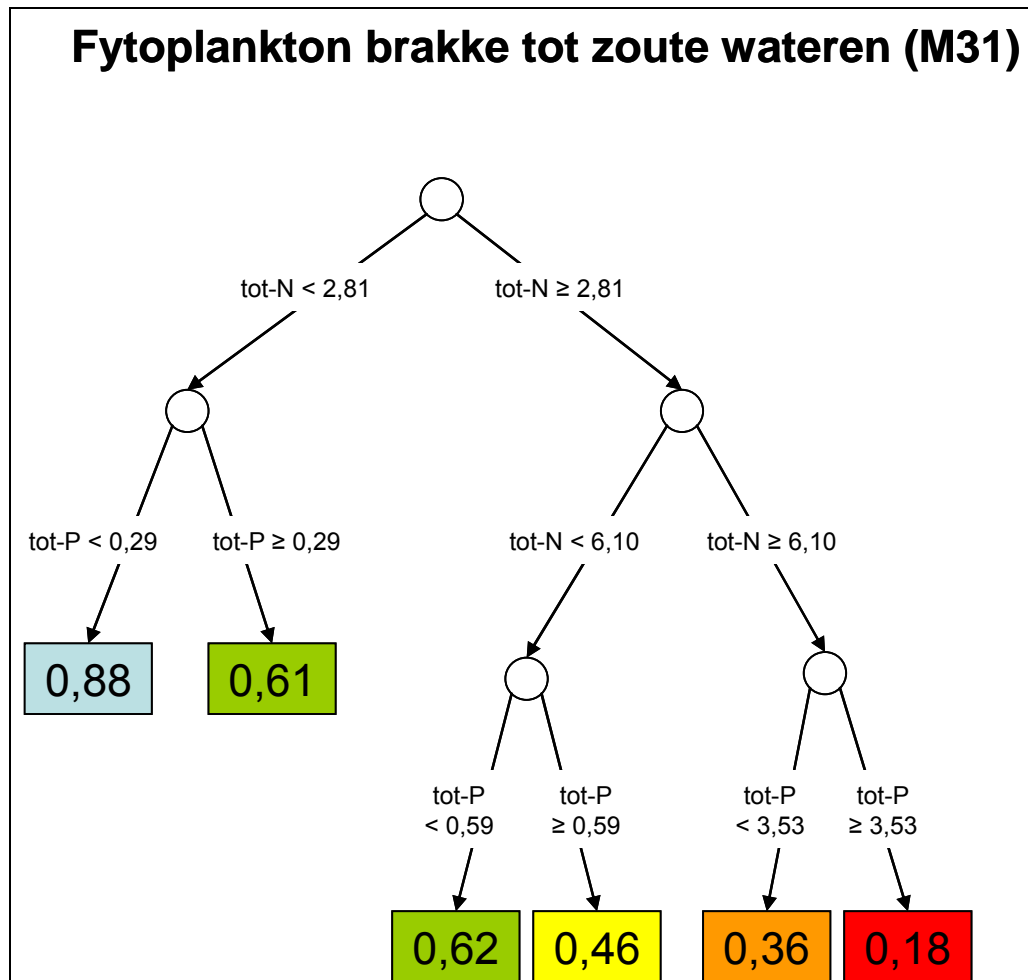 Fytoplankton brakke tot zoute wateren (M31)
tot-N < 2,81
tot-N ≥ 2,81
tot-P < 0,29
tot-P ≥ 0,29
tot-N < 6,10
tot-N ≥ 6,10
0,88
0,61
tot-P
< 0,59
tot-P
≥ 0,59
tot-P
< 3,53
tot-P
≥ 3,53
0,62
0,46
0,36
0,18